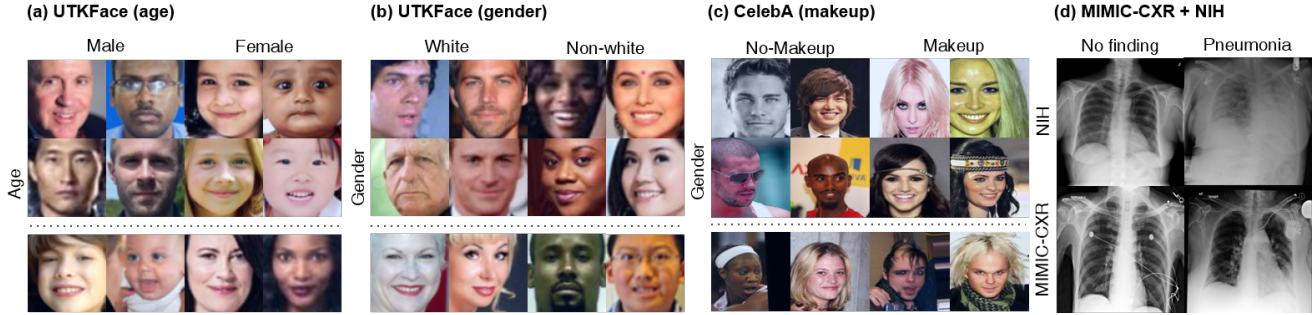 (a) UTKFace (age)
Male
Female
Age
(b) UTKFace (gender)
White
Non-white
Gender
(c) CelebA (makeup)
No-Makeup
Makeup
Gender
(d) MIMIC-CXR + NIH
No finding
Pneumonia
NIH
MIMIC-CXR